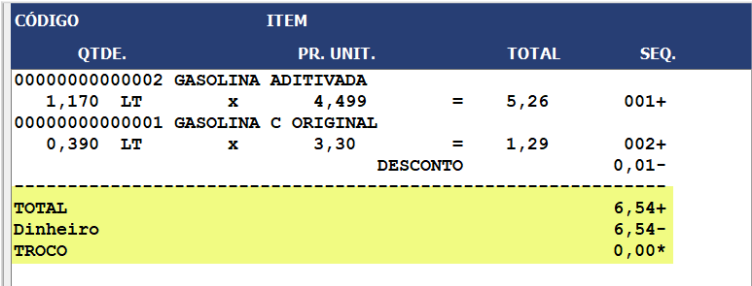 CÓDIGO ITEM
QTDE. PR. UNIT. TOTAL SEQ.
00000000000002 GASOLINA ADITIVADA
1,170 LT x 4,499 = 5,26 001+
00000000000001 GASOLINA C ORIGINAL
0,390 LT x 3,30 = 1,29 002+
DESCONTO 0,01-
--------------------------------------------------------------
TOTAL 6,54+
Dinheiro 6,54-
TROCO 0,00*